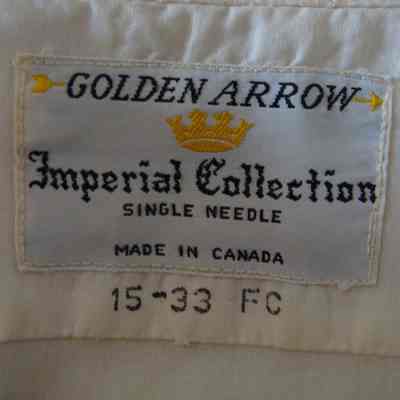 GOLDEN ARROW
Imperial Collection
SINGLE NEEDLE
MADE IN CANADA
15-33 FC